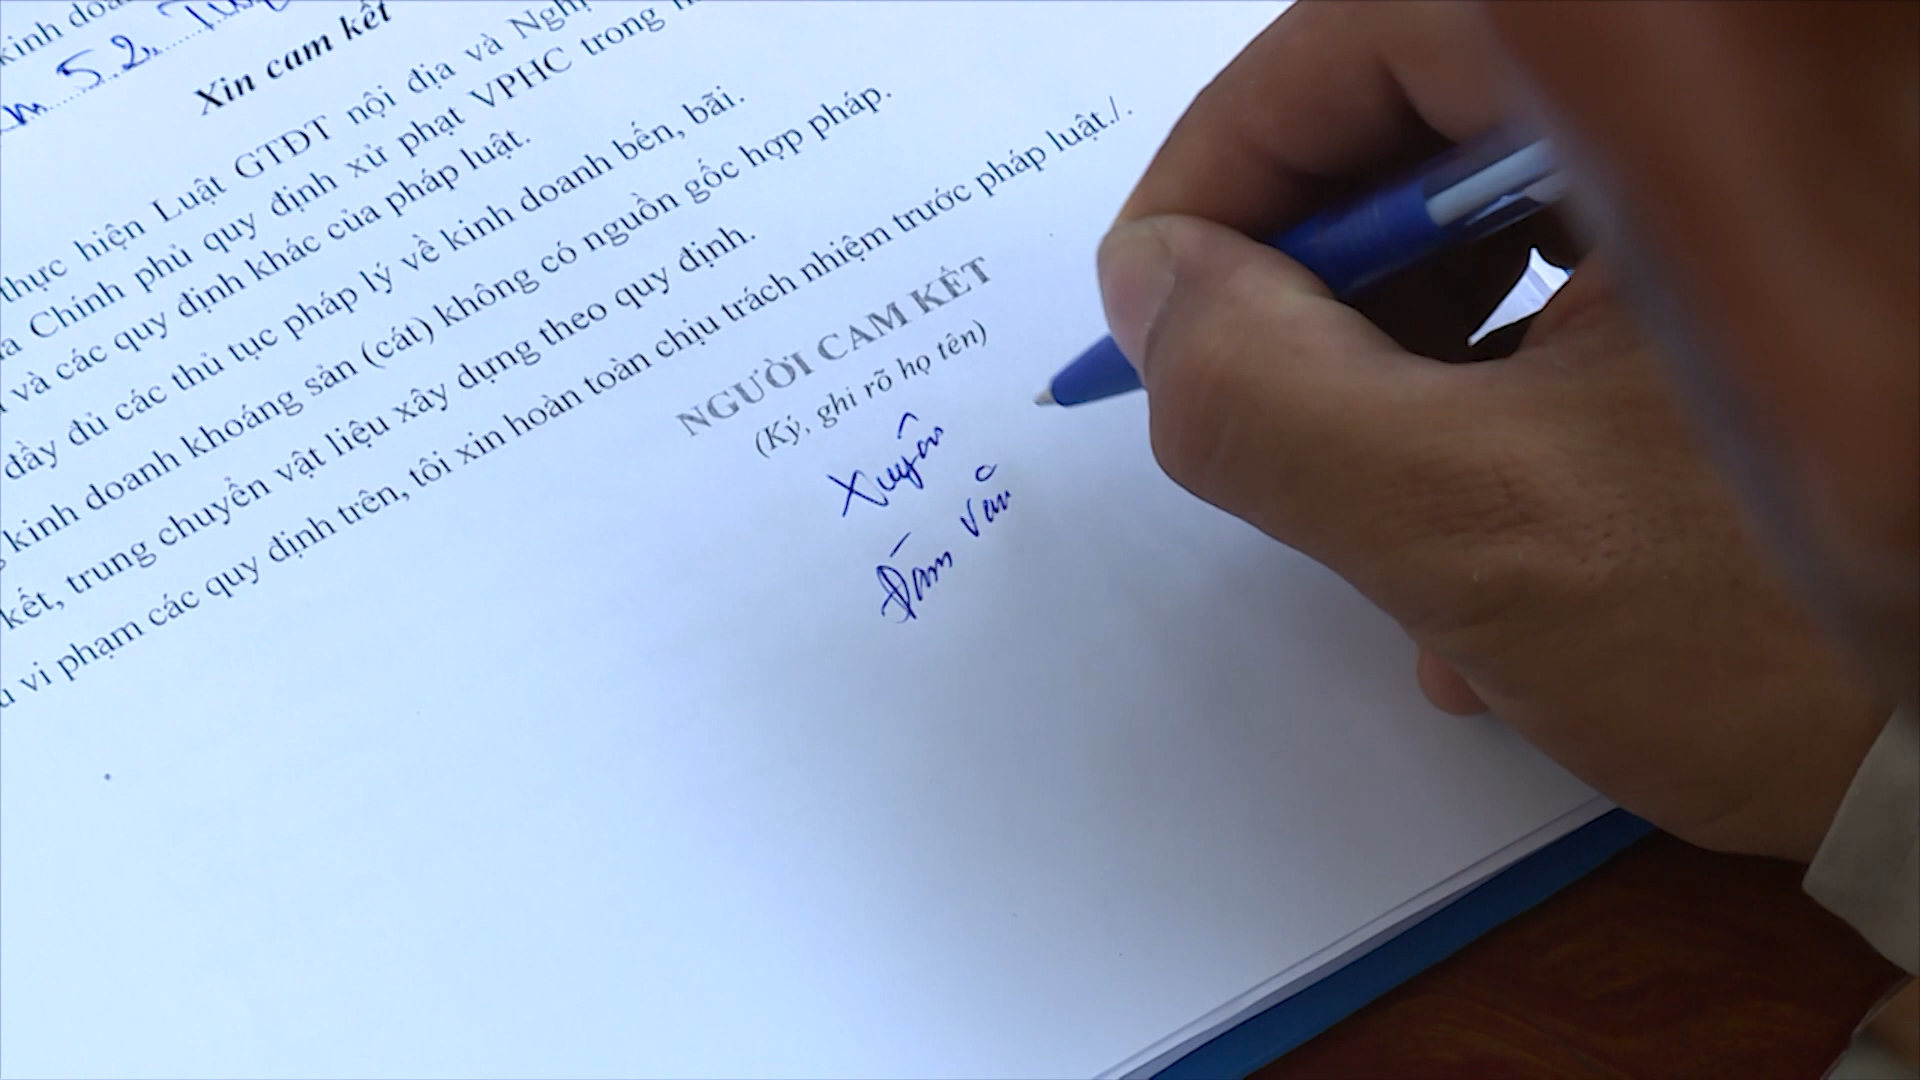 kinh doa
52
Xin cam kết
thực hiện Luật GTĐT nội địa và Ngh
Chính phủ quy định xử phạt VPHC trong
và các quy định khác của pháp luật.
đầy đủ các thủ tục pháp lý về kinh doanh bến, bãi.
kinh doanh khoáng sản (cát) không có nguồn gốc hợp pháp.
kết, trung chuyển vật liệu xây dựng theo quy định.
vi phạm các quy định trên, tôi xin hoàn toàn chịu trách nhiệm trước pháp luật./.
NGƯỜI CAM KẾT
(Ký, ghi rõ họ tên)
Xuyên
Đàm Văn